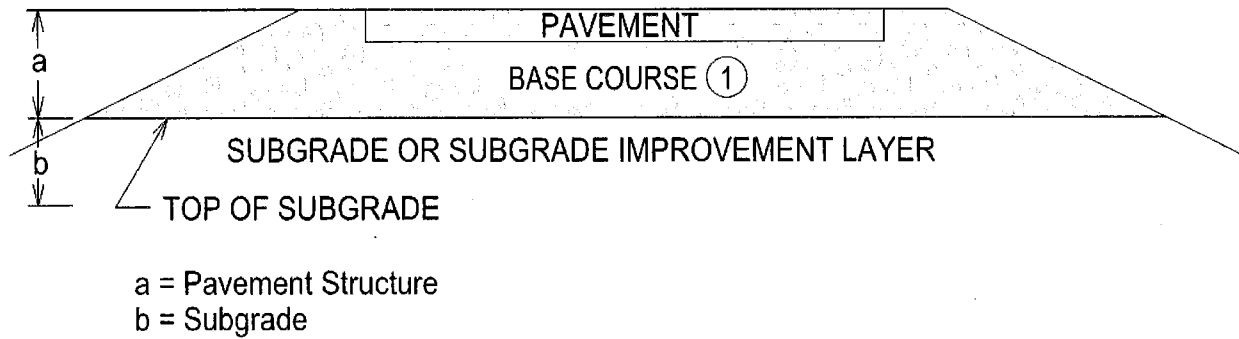 PAVEMENT
a
BASE COURSE 1
b
SUBGRADE OR SUBGRADE IMPROVEMENT LAYER
TOP OF SUBGRADE
a = Pavement Structure
b = Subgrade